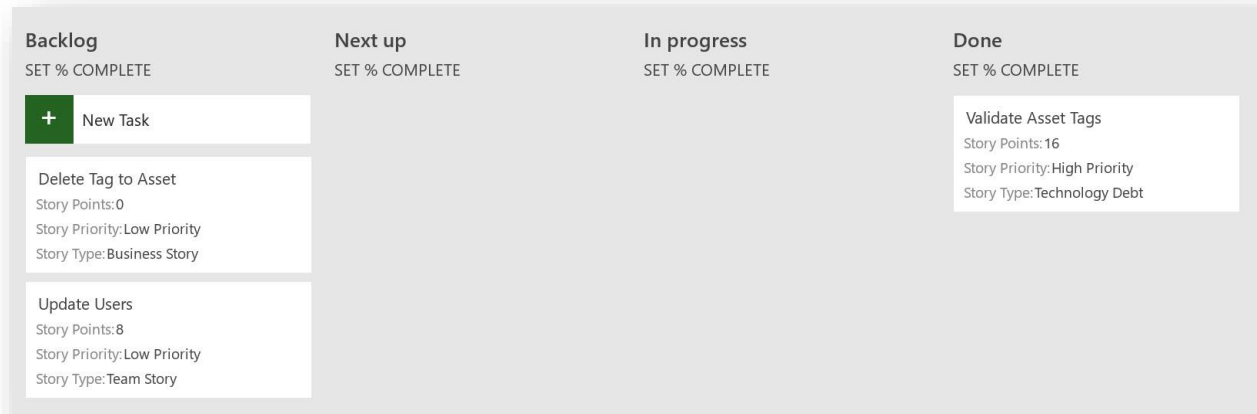 Backlog
SET % COMPLETE
+ New Task
Delete Tag to Asset
Story Points:0
Story Priority:Low Priority
Story Type:Business Story
Update Users
Story Points:8
Story Priority:Low Priority
Story Type:Team Story
Next up
SET % COMPLETE
In progress
SET % COMPLETE
Done
SET % COMPLETE
Validate Asset Tags
Story Points:16
Story Priority:High Priority
Story Type:Technology Debt